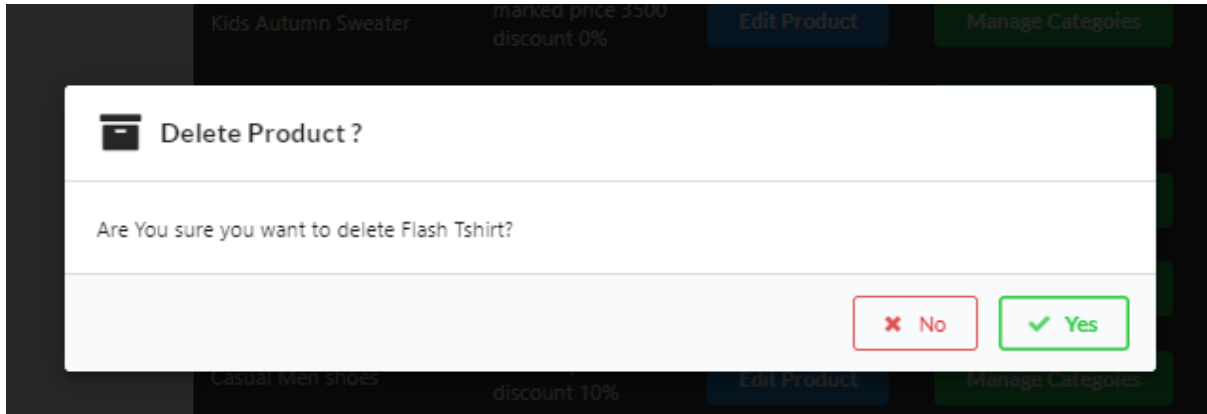 Kids Autumn Sweater
marked price 3500
discount 0%
Edit Product
Manage Categoies
Delete Product ?
Are You sure you want to delete Flash Tshirt?
No
Yes
Casual Men shoes
discount 10%
Edit Product
Manage Categoies